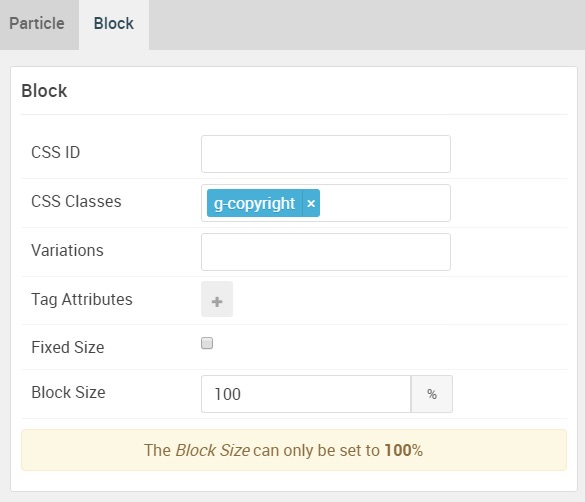 Particle Block
Block
CSS ID
CSS Classes g-copyright ×
Variations
Tag Attributes +
Fixed Size
Block Size 100 %
The Block Size can only be set to 100%